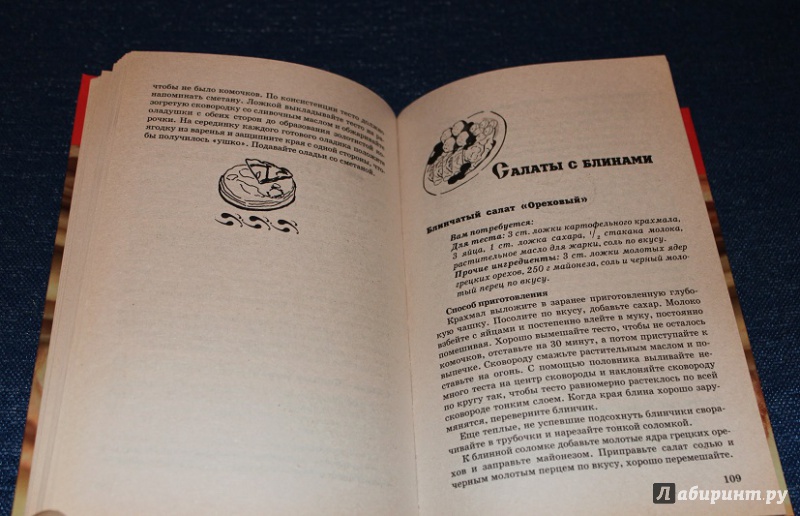 чтобы не было комочков. По консистенции тесто должно
напоминать сметану. Ложкой выкладывайте тесто на ра-
зогретую сковородку со сливочным маслом и обжаривайте
оладушки с обеих сторон до образования золотистой ко-
рочки. На серединку каждого готового оладика положите
ягодку из варенья и защипните края с одной стороны, что-
бы получилось «ушко». Подавайте оладьи со сметаной.
Салаты с блинами
Блинчатый салат «Ореховый»
Вам потребуется:
Для теста: 3 ст. ложки картофельного крахмала,
3 яйца, 1 ст. ложка сахара, 1/2 стакана молока,
растительное масло для жарки, соль по вкусу.
Прочие ингредиенты: 3 ст. ложки молотых ядер
грецких орехов, 250 г майонеза, соль и черный моло-
тый перец по вкусу.
Способ приготовления
Крахмал выложите в заранее приготовленную глубо-
кую чашку. Посолите по вкусу, добавьте сахар. Молоко
взбейте с яйцами и постепенно влейте в муку, постоянно
помешивая. Хорошо вымешайте тесто, чтобы не осталось
комочков, отставьте на 30 минут, а потом приступайте к
выпечке. Сковороду смажьте растительным маслом и по-
ставьте на огонь. С помощью половника выливайте не-
много теста на центр сковороды и наклоняйте сковороду
по кругу так, чтобы тесто равномерно растеклось по всей
сковороде тонким слоем. Когда края блина хорошо зару-
мянятся, переверните блинчик.
Еще теплые, не успевшие подсохнуть блинчики свора-
чивайте в трубочки и нарезайте тонкой соломкой.
К блинной соломке добавьте молотые ядра грецких оре-
хов и заправьте майонезом. Приправьте салат солью и
черным молотым перцем по вкусу, хорошо перемешайте.
109
Лабиринт.ру